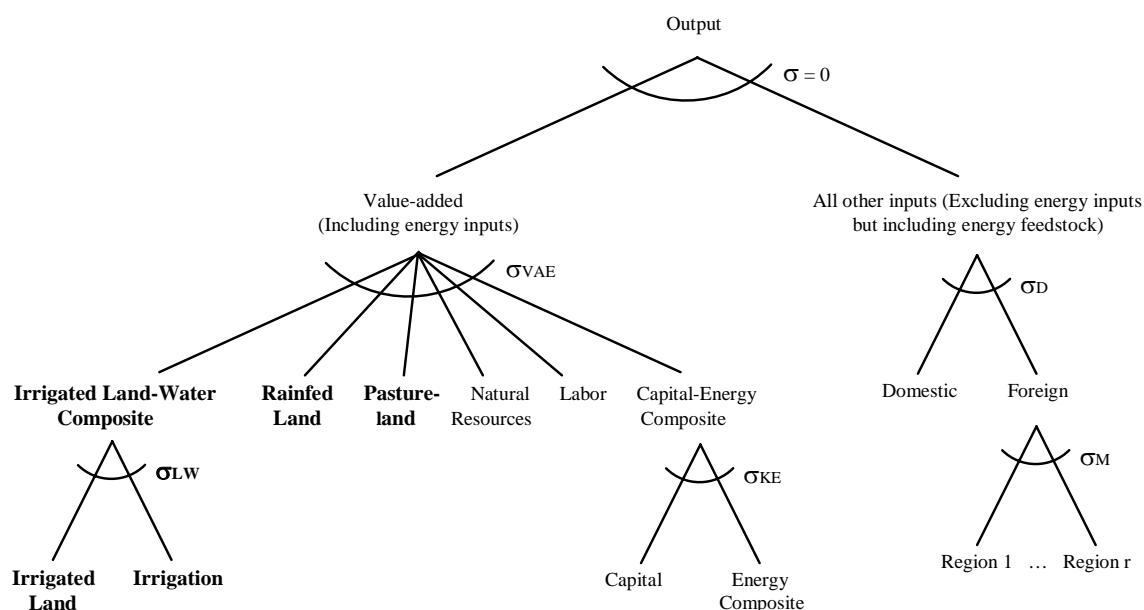 Output
σ = 0
Value-added
(Including energy inputs)
All other inputs (Excluding energy inputs
but including energy feedstock)
σVAE
σD
Irrigated Land-Water
Composite
Rainfed
Land
Pasture-
land
Natural
Resources
Labor
Capital-Energy
Composite
Domestic
Foreign
σLW
σKE
σM
Irrigated
Land
Irrigation
Capital
Energy
Composite
Region 1 … Region r